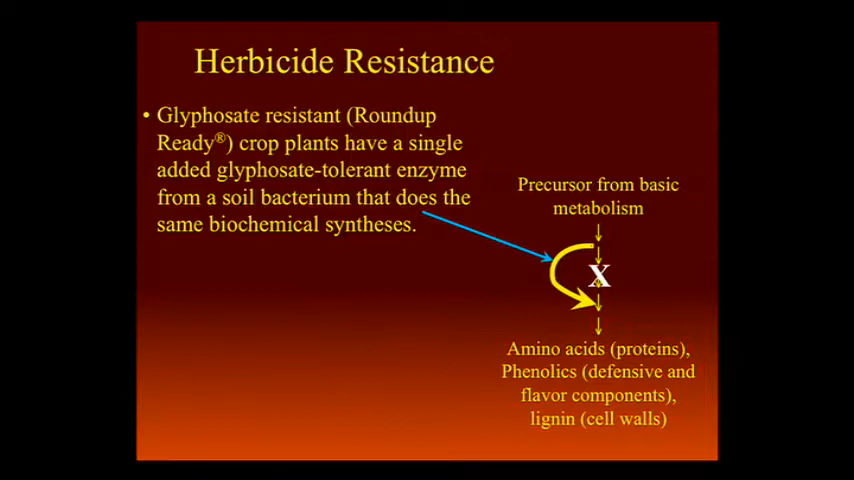 Herbicide Resistance
• Glyphosate resistant (Roundup
Ready®) crop plants have a single
added glyphosate-tolerant enzyme
from a soil bacterium that does the
same biochemical syntheses.
Precursor from basic
metabolism
X
Amino acids (proteins),
Phenolics (defensive and
flavor components),
lignin (cell walls)